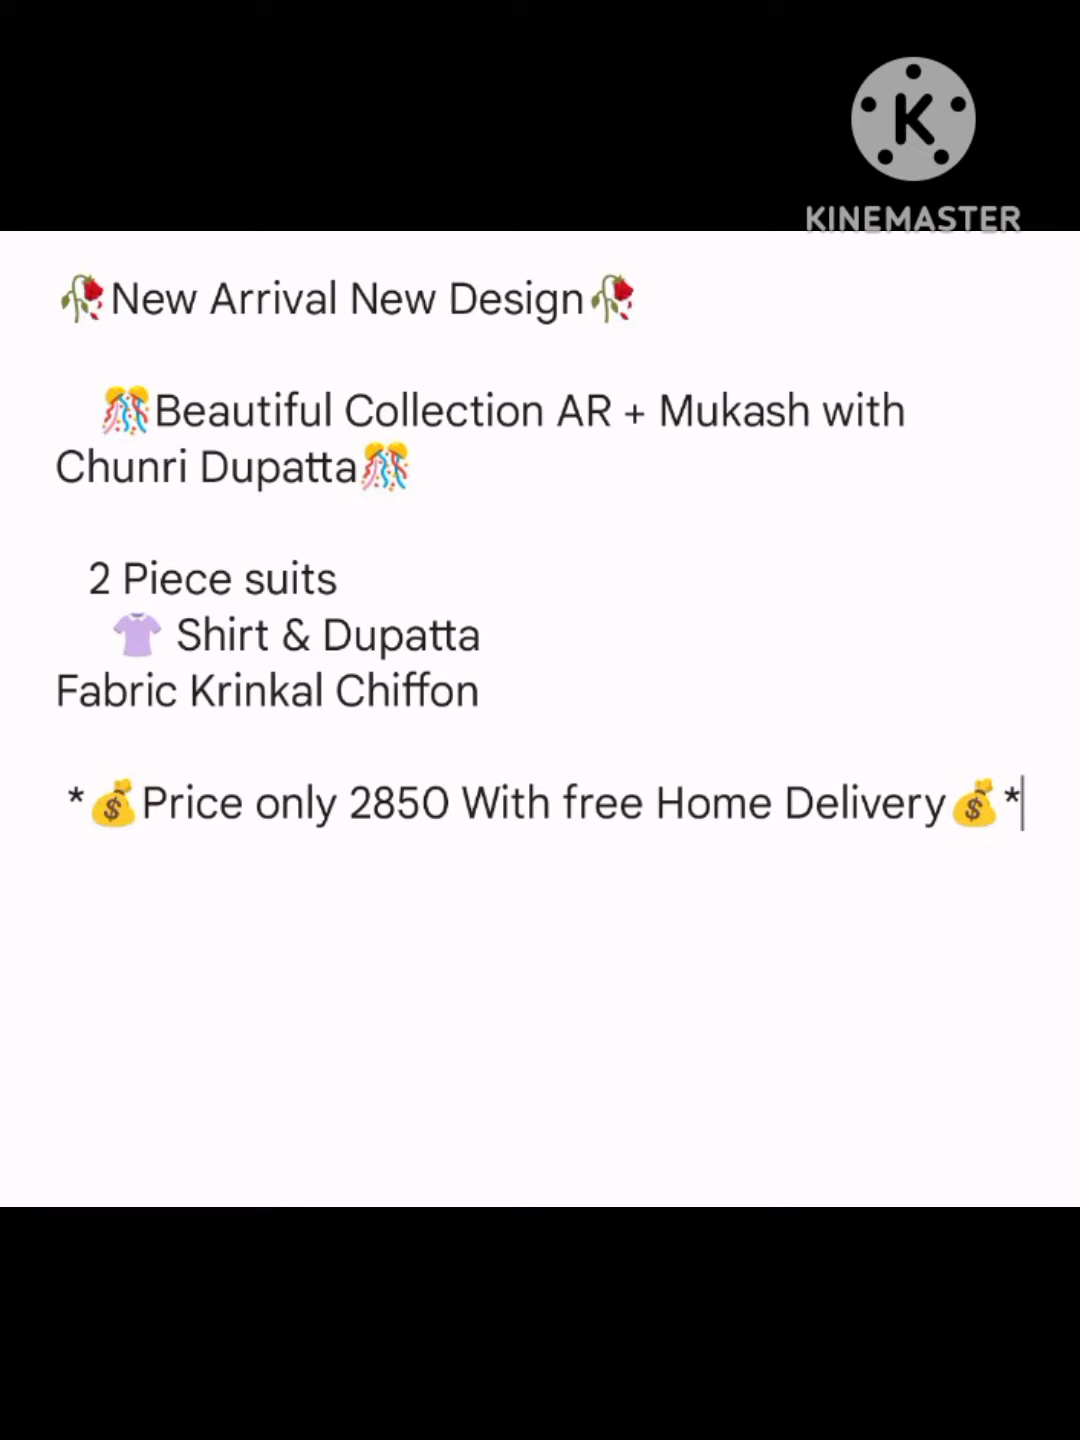 KINEMASTER
🥀New Arrival New Design🥀
🎊Beautiful Collection AR + Mukash with
Chunri Dupatta🎊
2 Piece suits
👚 Shirt & Dupatta
Fabric Krinkal Chiffon
*💰Price only 2850 With free Home Delivery💰*